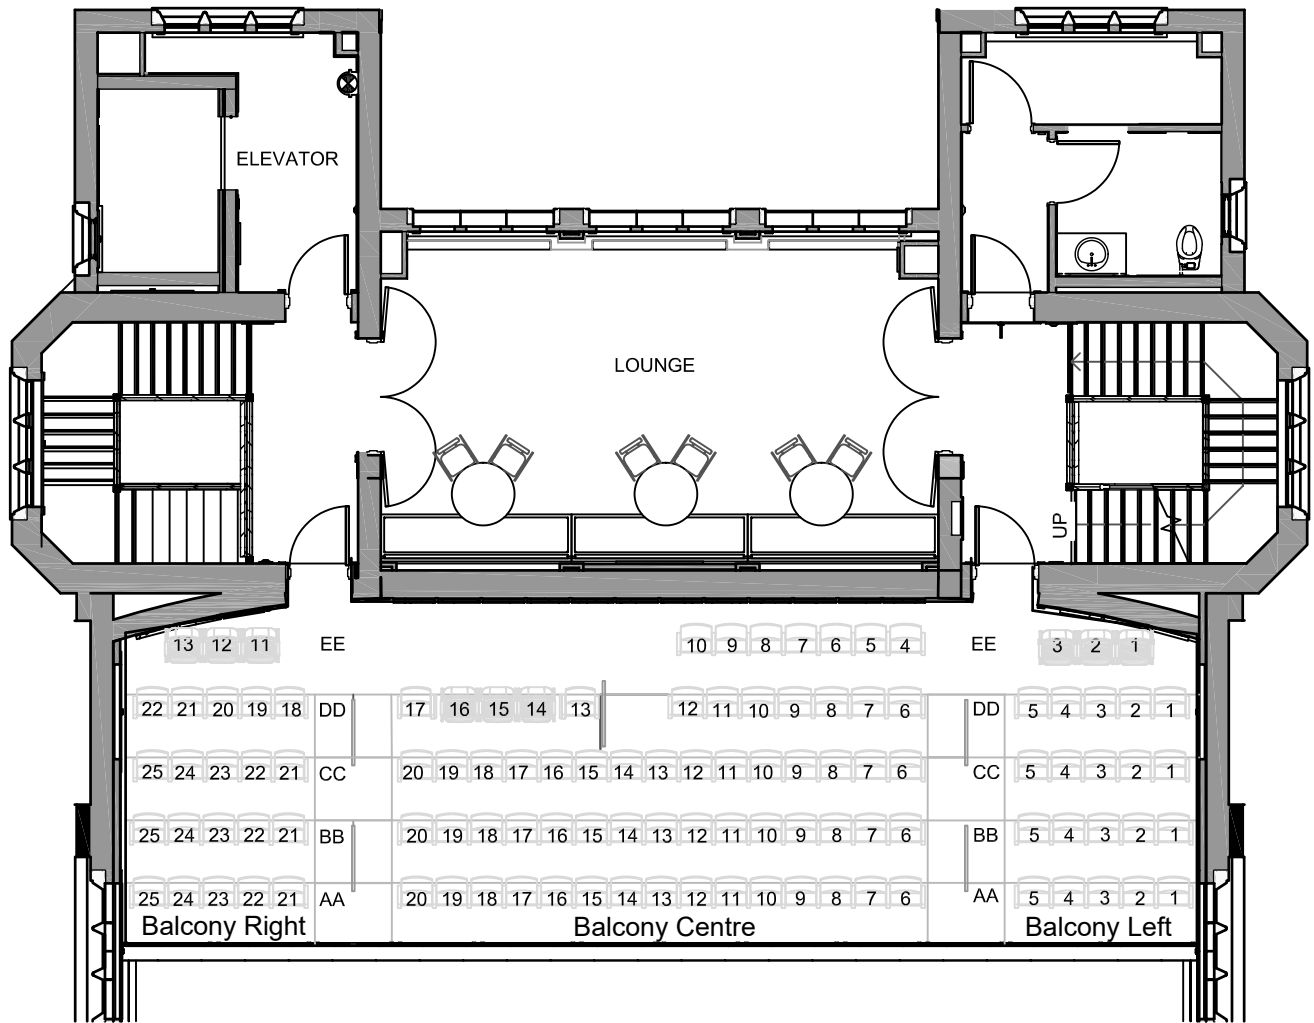 ELEVATOR
LOUNGE
UP
13 12 11 EE 10 9 8 7 6 5 4 EE 3 2 1
22 21 20 19 18 DD 17 16 15 14 13 12 11 10 9 8 7 6 DD 5 4 3 2 1
25 24 23 22 21 CC 20 19 18 17 16 15 14 13 12 11 10 9 8 7 6 CC 5 4 3 2 1
25 24 23 22 21 BB 20 19 18 17 16 15 14 13 12 11 10 9 8 7 6 BB 5 4 3 2 1
25 24 23 22 21 AA 20 19 18 17 16 15 14 13 12 11 10 9 8 7 6 AA 5 4 3 2 1
Balcony Right Balcony Centre Balcony Left